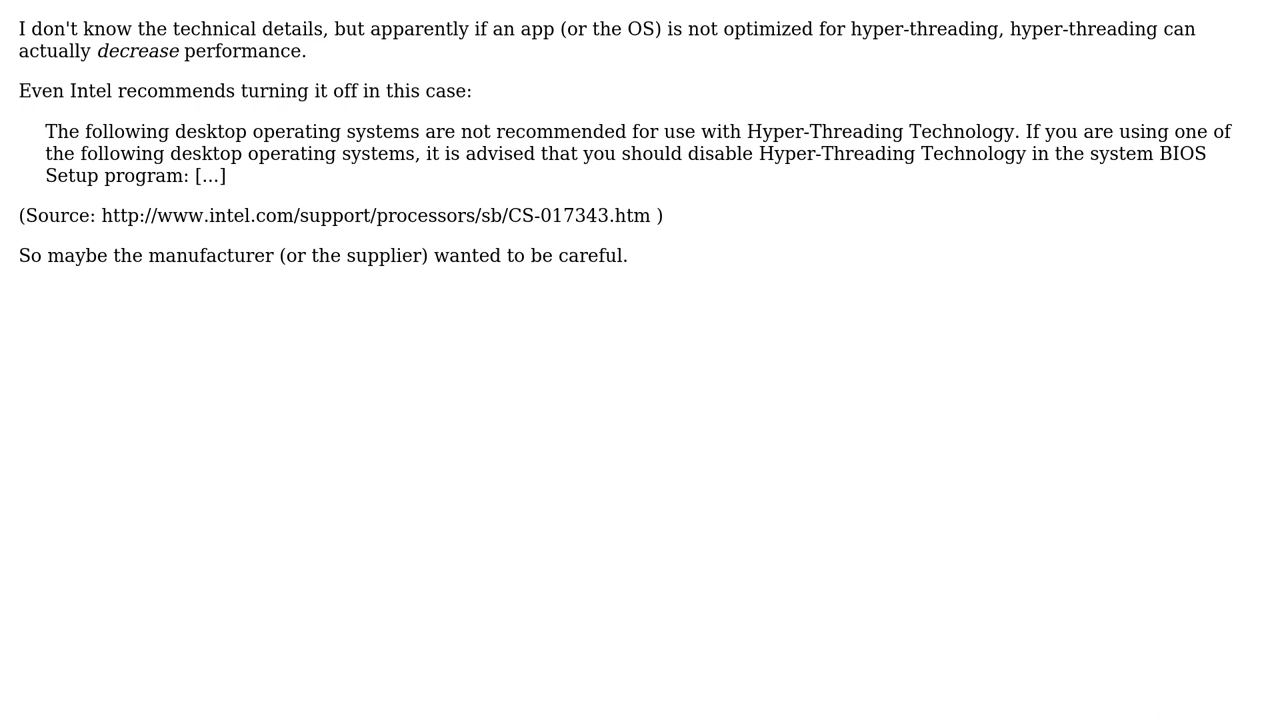 I don't know the technical details, but apparently if an app (or the OS) is not optimized for hyper-threading, hyper-threading can
actually decrease performance.
Even Intel recommends turning it off in this case:
The following desktop operating systems are not recommended for use with Hyper-Threading Technology. If you are using one of
the following desktop operating systems, it is advised that you should disable Hyper-Threading Technology in the system BIOS
Setup program: [...]
(Source: http://www.intel.com/support/processors/sb/CS-017343.htm )
So maybe the manufacturer (or the supplier) wanted to be careful.